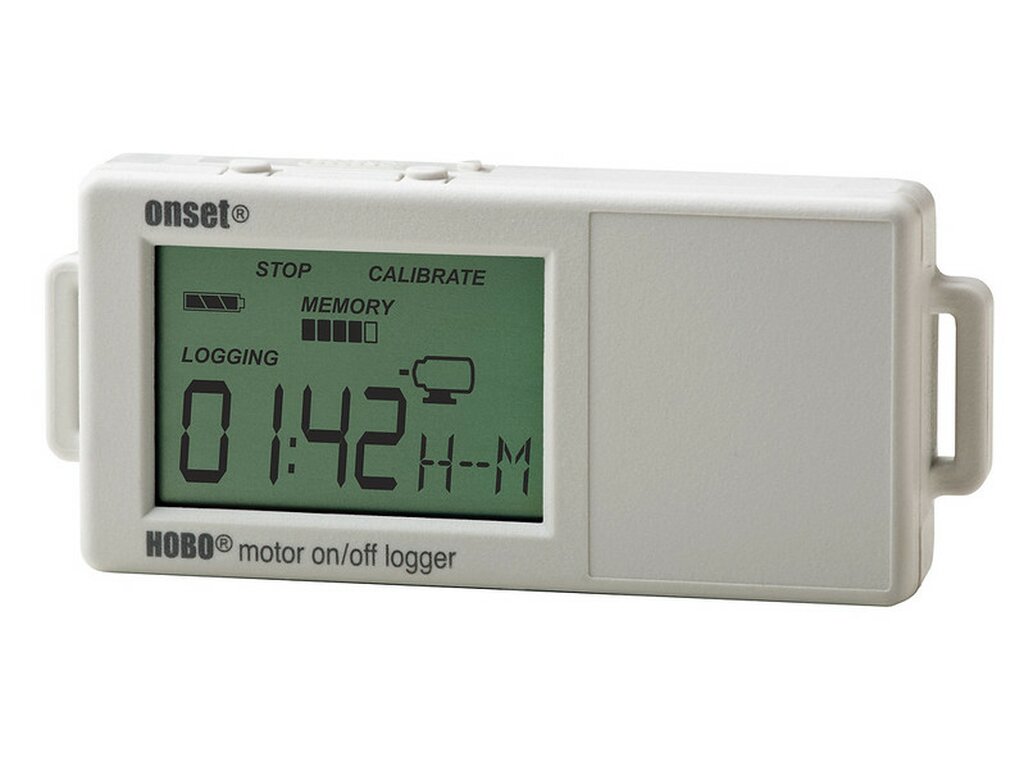 onset®
STOP CALIBRATE
MEMORY
LOGGING
01:42 H--M
HOBO® motor on/off logger